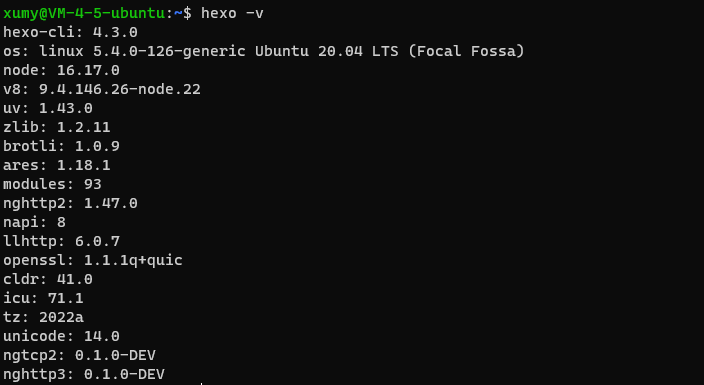 xumy@VM-4-5-ubuntu:~$ hexo -v
hexo-cli: 4.3.0
os: linux 5.4.0-126-generic Ubuntu 20.04 LTS (Focal Fossa)
node: 16.17.0
v8: 9.4.146.26-node.22
uv: 1.43.0
zlib: 1.2.11
brotli: 1.0.9
ares: 1.18.1
modules: 93
nghttp2: 1.47.0
napi: 8
llhttp: 6.0.7
openssl: 1.1.1q+quic
cldr: 41.0
icu: 71.1
tz: 2022a
unicode: 14.0
ngtcp2: 0.1.0-DEV
nghttp3: 0.1.0-DEV